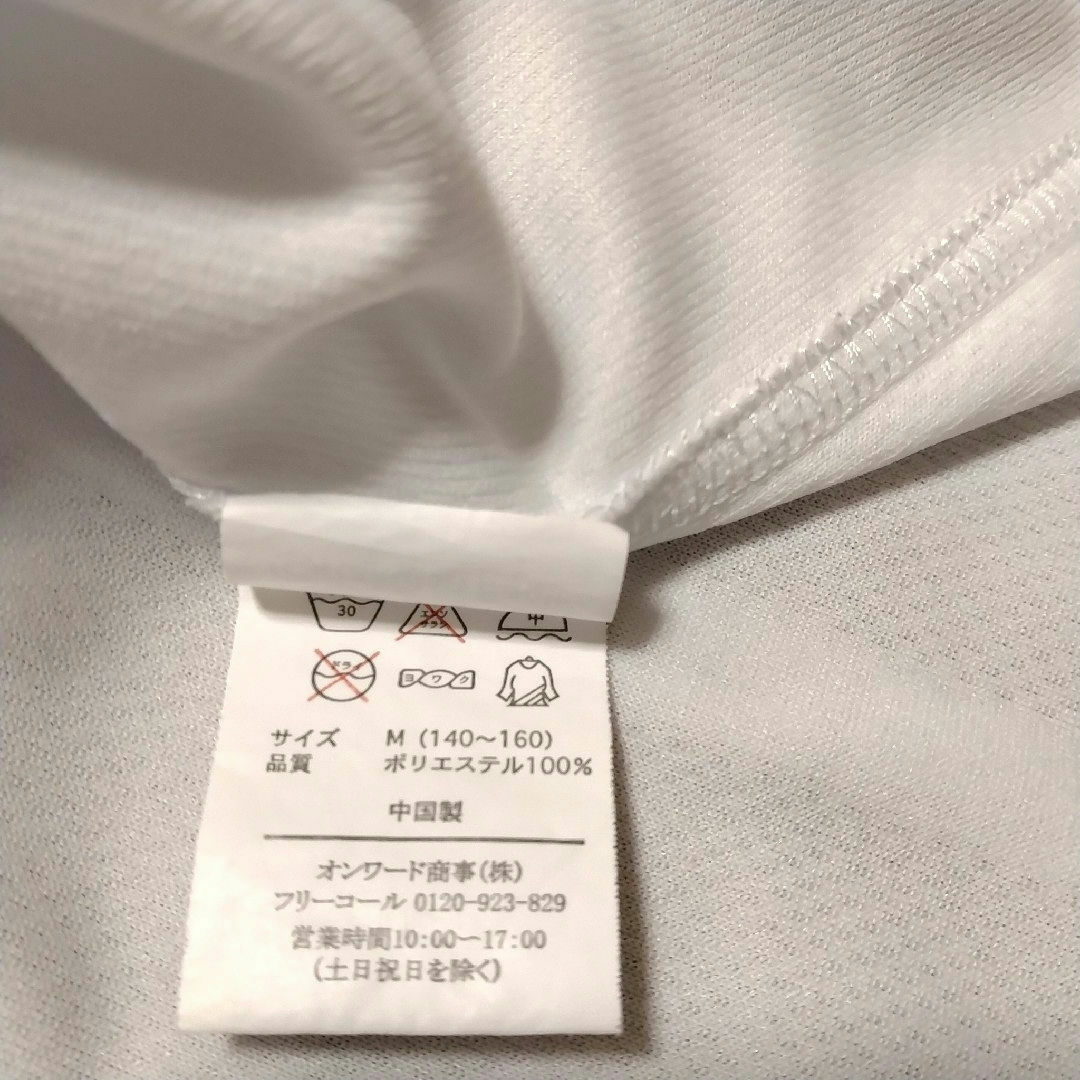 30 エンソ 中
ドライ ヨワク
サイズ M (140～160)
品質 ポリエステル100%
中国製
オンワード商事(株)
フリーコール 0120-923-829
営業時間10:00～17:00
(土日祝日を除く)